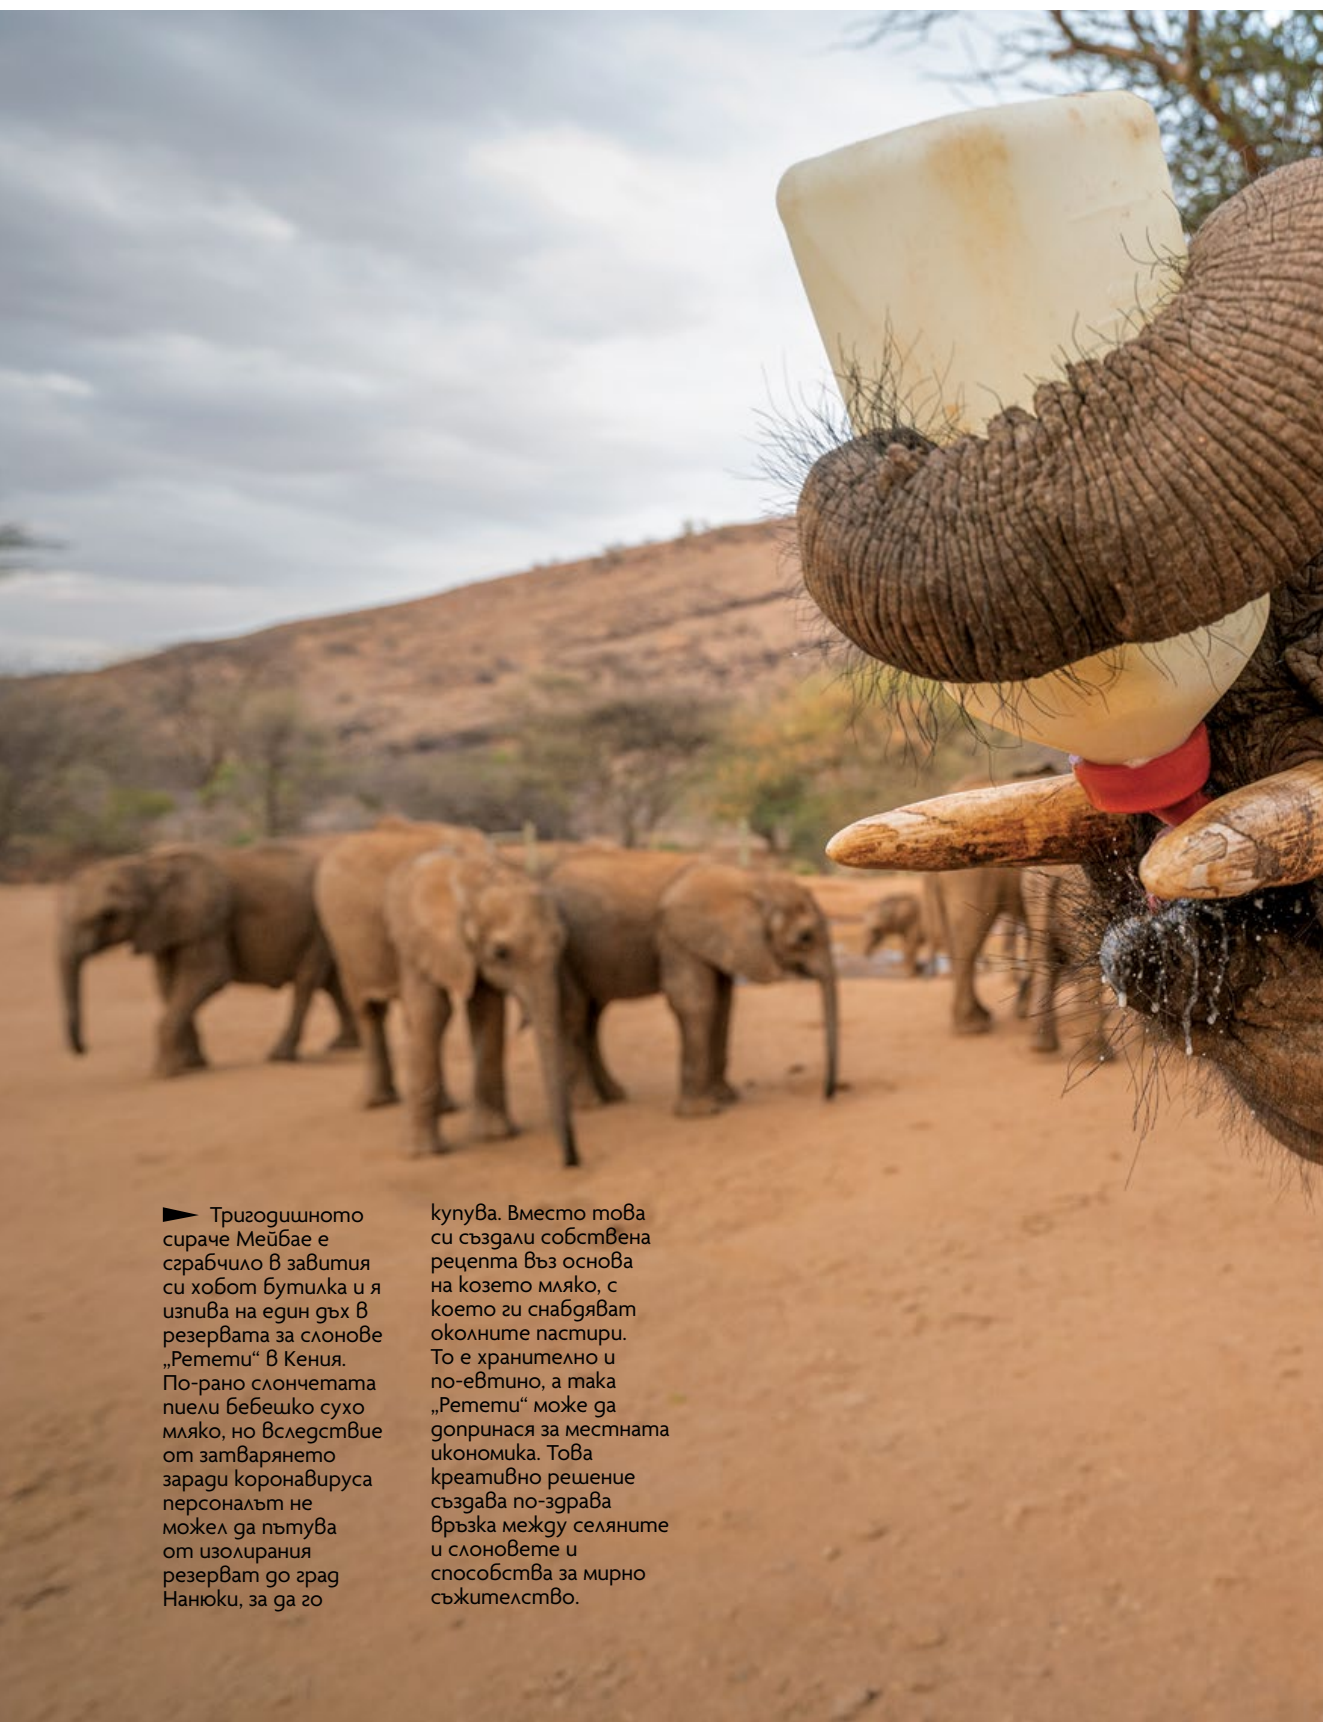 Тригодишното
сираче Мейбае е
сграбчило в завития
си хобот бутилка и я
изпива на един дъх в
резервата за слонове
„Ретети“ в Кения.
По-рано слончетата
пиели бебешко сухо
мляко, но вследствие
от затварянето
заради коронавируса
персоналът не
можел да пътува
от изолирания
резерват до град
Нанюки, за да го
купува. Вместо това
си създали собствена
рецепта въз основа
на козето мляко, с
което ги снабдяват
околните пастири.
То е хранително и
по-евтино, а така
„Ретети“ може да
допринася за местната
икономика. Това
креативно решение
създава по-здрава
връзка между селяните
и слоновете и
способства за мирно
съжителство.